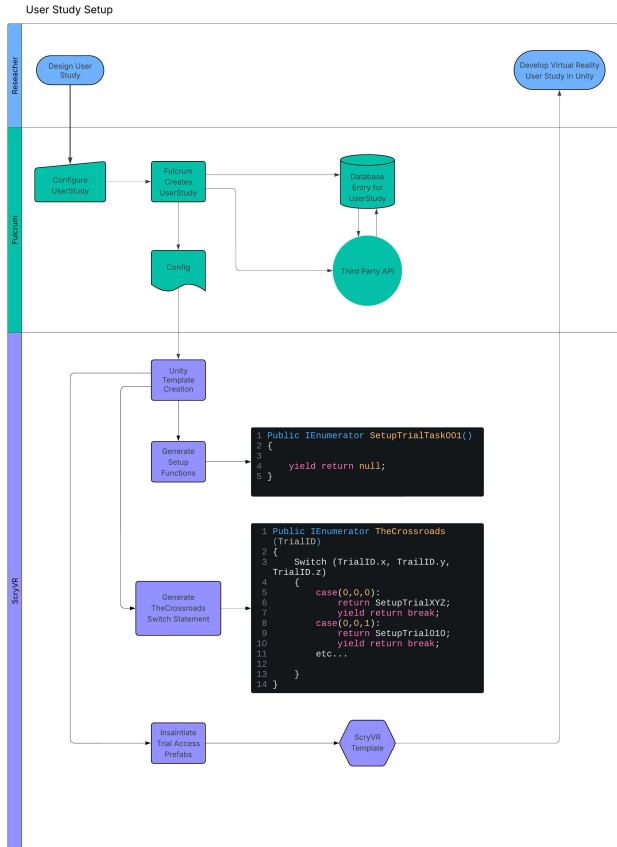 User Study Setup
Reseacher
Design User
Study
Develop Virtual Reality
User Study in Unity
Fulcrum
Configure
UserStudy
Fulcrum
Creates
UserStudy
Database
Entry for
UserStudy
Config
Third Party API
ScryVR
Unity
Template
Creation
Generate
Setup
Functions
1 Public IEnumerator SetupTrialTask001()
2 {
3
4     yield return null;
5 }
Generate
TheCrossroads
Switch Statement
1 Public IEnumerator TheCrossroads
(TrialID)
2 {
3     Switch (TrialID.x, TrailID.y,
TrialID.z)
4     {
5         case(0,0,0):
6             return SetupTrialXYZ;
7             yield return break;
8         case(0,0,1):
9             return SetupTrial010;
10             yield return break;
11         etc...
12
13     }
14 }
Insaintiate
Trial Access
Prefabs
ScryVR
Template